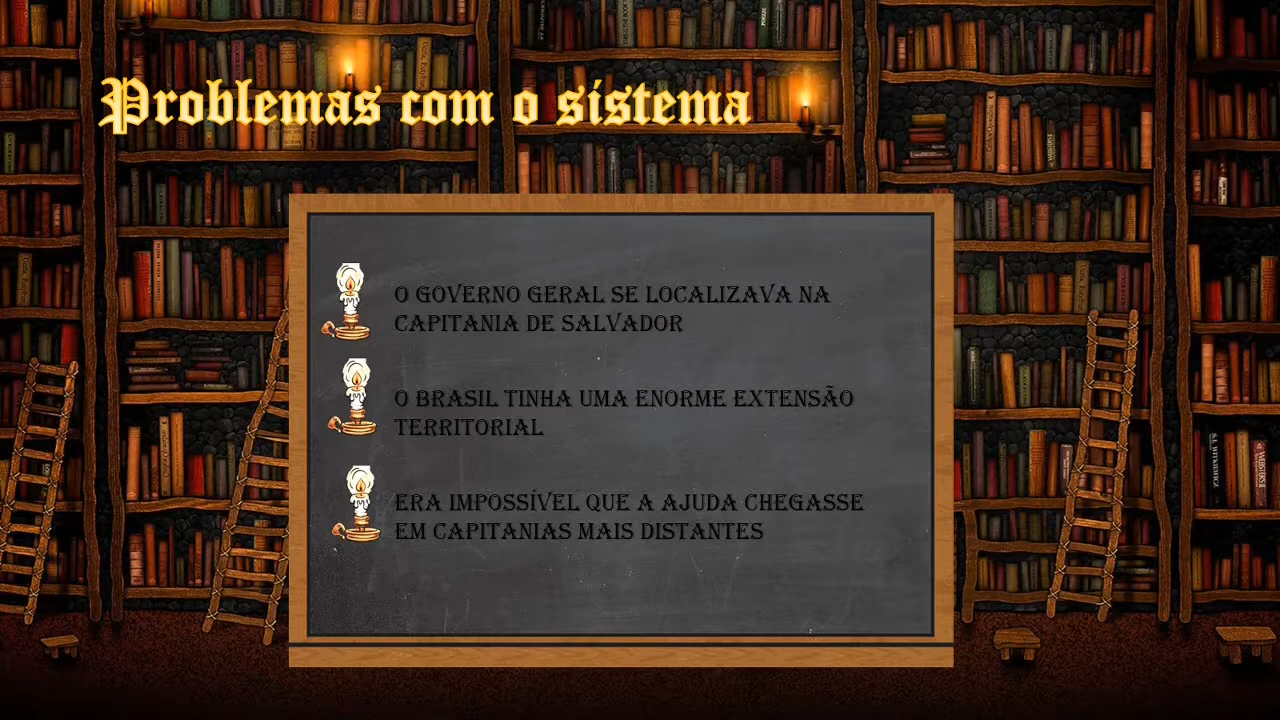 Problemas com o sistema
O GOVERNO GERAL SE LOCALIZAVA NA
CAPITANIA DE SALVADOR
O BRASIL TINHA UMA ENORME EXTENSÃO
TERRITORIAL
ERA IMPOSSÍVEL QUE A AJUDA CHEGASSE
EM CAPITANIAS MAIS DISTANTES